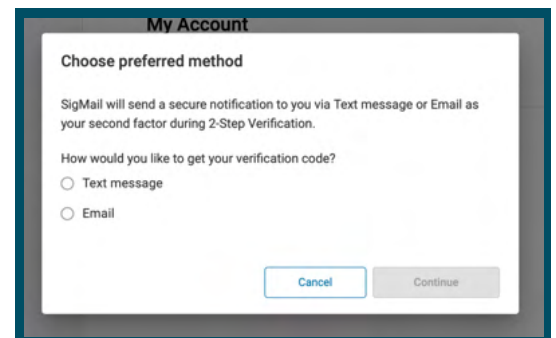 My Account
Choose preferred method
SigMail will send a secure notification to you via Text message or Email as
your second factor during 2-Step Verification.
How would you like to get your verification code?
Text message
Email
Cancel
Continue